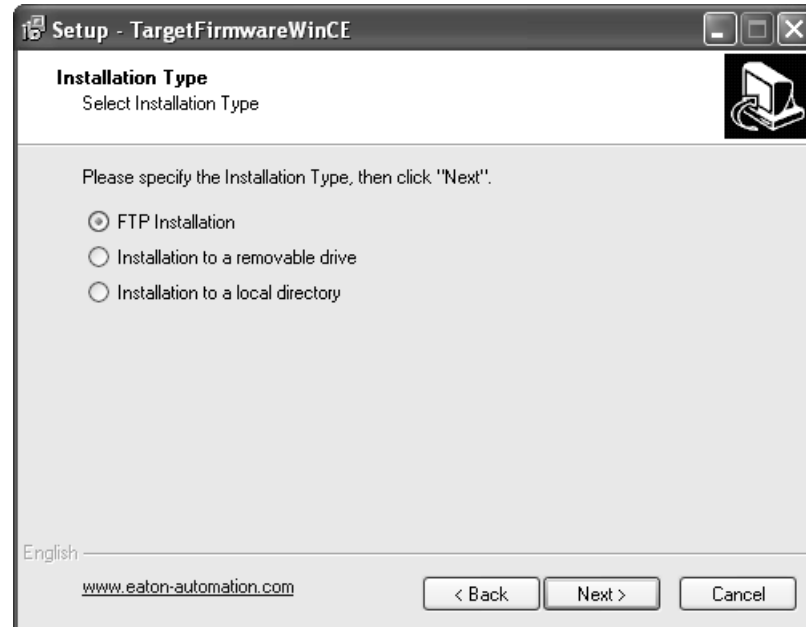 Setup - TargetFirmwareWinCE
Installation Type
Select Installation Type
Please specify the Installation Type, then click "Next".
FTP Installation
Installation to a removable drive
Installation to a local directory
English
www.eaton-automation.com
< Back
Next >
Cancel